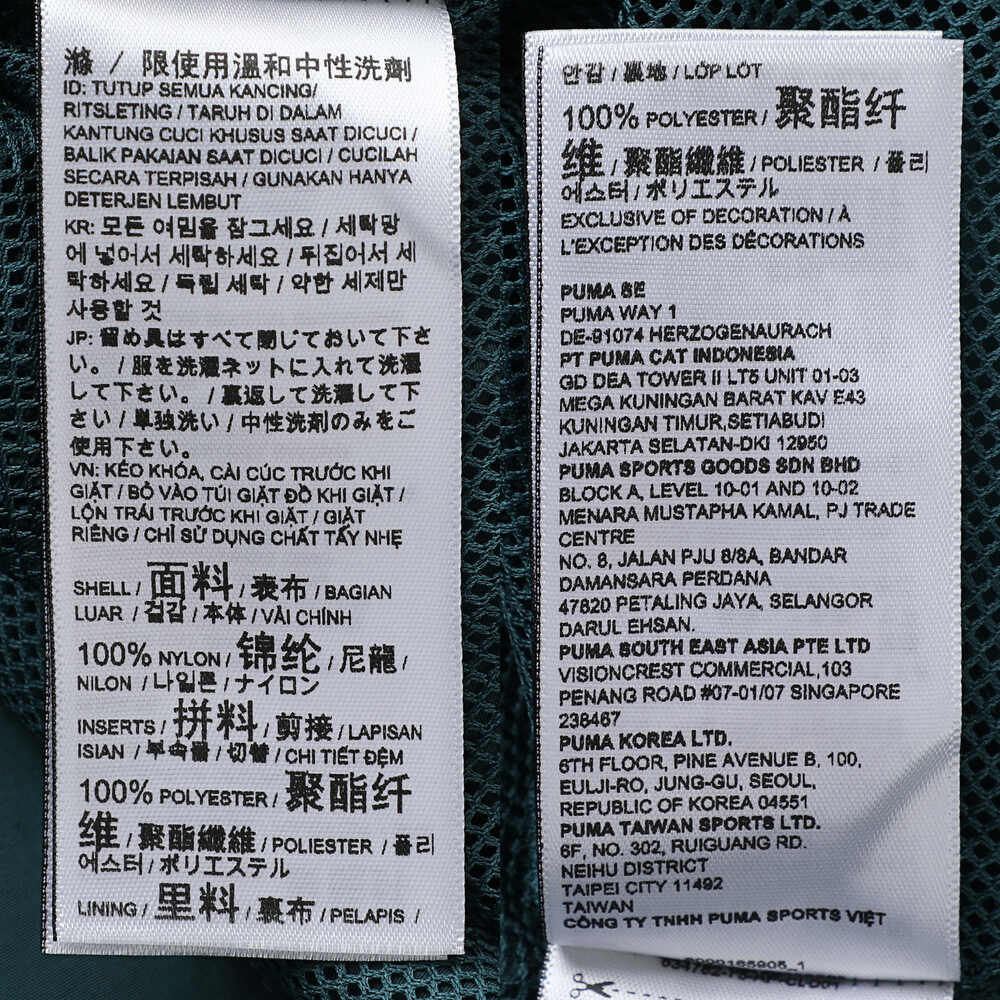 滌 / 限使用溫和中性洗劑
ID: TUTUP SEMUA KANCING/
RITSLETING / TARUH DI DALAM
KANTUNG CUCI KHUSUS SAAT DICUCI /
BALIK PAKAIAN SAAT DICUCI / CUCILAH
SECARA TERPISAH / GUNAKAN HANYA
DETERJEN LEMBUT
KR: 모든 여밈을 잠그세요 / 세탁망
에 넣어서 세탁하세요 / 뒤집어서 세
탁하세요 / 독립 세탁 / 약한 세제만
사용할 것
JP: 留め具はすべて閉じておいて下さ
い。 / 服を洗濯ネットに入れて洗濯
して下さい。 / 裏返して洗濯して下
さい / 単独洗い / 中性洗剤のみをご
使用下さい。
VN: KÉO KHÓA, CÀI CÚC TRƯỚC KHI
GIẶT / BỎ VÀO TÚI GIẶT ĐỒ KHI GIẶT /
LỘN TRÁI TRƯỚC KHI GIẶT / GIẶT
RIÊNG / CHỈ SỬ DỤNG CHẤT TẨY NHẸ
SHELL / 面料 / 表布 / BAGIAN
LUAR / 겉감 / 本体 / VẢI CHÍNH
100% NYLON / 锦纶 / 尼龍 /
NILON / 나일론 / ナイロン
INSERTS / 拼料 / 剪接 / LAPISAN
ISIAN / 부속물 / 切替 / CHI TIẾT ĐỆM
100% POLYESTER / 聚酯纤
维 / 聚酯纖維 / POLIESTER / 폴리
에스터 / ポリエステル
LINING / 里料 / 裏布 / PELAPIS /
안감 / 裏地 / LỚP LÓT
100% POLYESTER / 聚酯纤
维 / 聚酯纖維 / POLIESTER / 폴리
에스터 / ポリエステル
EXCLUSIVE OF DECORATION / À
L'EXCEPTION DES DÉCORATIONS
PUMA SE
PUMA WAY 1
DE-91074 HERZOGENAURACH
PT PUMA CAT INDONESIA
GD DEA TOWER II LT5 UNIT 01-03
MEGA KUNINGAN BARAT KAV E43
KUNINGAN TIMUR,SETIABUDI
JAKARTA SELATAN-DKI 12950
PUMA SPORTS GOODS SDN BHD
BLOCK A, LEVEL 10-01 AND 10-02
MENARA MUSTAPHA KAMAL, PJ TRADE
CENTRE
NO. 8, JALAN PJU 8/8A, BANDAR
DAMANSARA PERDANA
47820 PETALING JAYA, SELANGOR
DARUL EHSAN.
PUMA SOUTH EAST ASIA PTE LTD
VISIONCREST COMMERCIAL,103
PENANG ROAD #07-01/07 SINGAPORE
238467
PUMA KOREA LTD.
6TH FLOOR, PINE AVENUE B, 100,
EULJI-RO, JUNG-GU, SEOUL,
REPUBLIC OF KOREA 04551
PUMA TAIWAN SPORTS LTD.
6F, NO. 302, RUIGUANG RD.
NEIHU DISTRICT
TAIPEI CITY 11492
TAIWAN
CÔNG TY TNHH PUMA SPORTS VIỆT